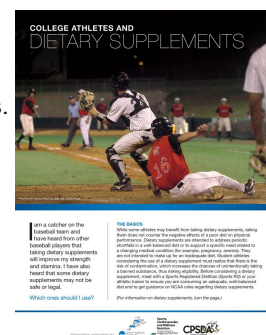 COLLEGE ATHLETES AND
DIETARY SUPPLEMENTS
s.
I am a catcher on the
baseball team and
have heard from other
baseball players that
taking dietary supplements
will improve my strength
and stamina. I have also
heard that some dietary
supplements may not be
safe or legal.
Which ones should I use?
THE BASICS
While some athletes may benefit from taking dietary supplements, taking
them does not counter the negative effects of a poor diet on physical
performance. Dietary supplements are intended to address periodic
shortfalls in a well-balanced diet or to support a specific need related to
a changing medical condition (for example, pregnancy, anemia). They
are not intended to make up for an inadequate diet. Student-athletes
considering the use of a dietary supplement must realize that there is the
risk of contamination, which increases the chances of unintentionally taking
a banned substance, thus risking eligibility. Before considering a dietary
supplement, meet with a Sports Registered Dietitian (Sports RD) or your
athletic trainer to ensure you are consuming an adequate, well-balanced
diet and to get guidance on NCAA rules regarding dietary supplements.
(For information on dietary supplements, turn the page.)
CPSDA